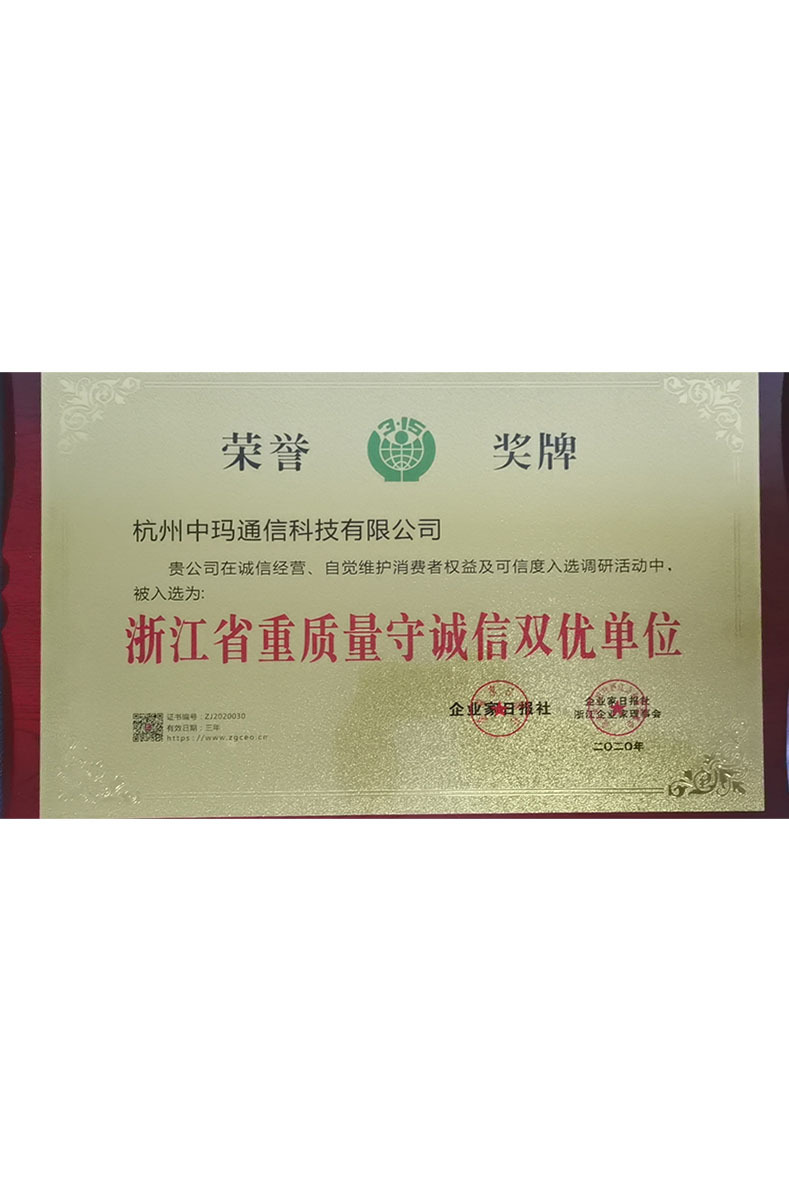 荣誉 3·15 奖牌
杭州中玛通信科技有限公司
贵公司在诚信经营、自觉维护消费者权益及可信度入选调研活动中，
被入选为:
浙江省重质量守诚信双优单位
企业家日报社
企业家日报社
浙江企业家理事会
二〇二〇年
证书编号：ZJ2020030
有效日期：三年
https://www.zgceo.cn